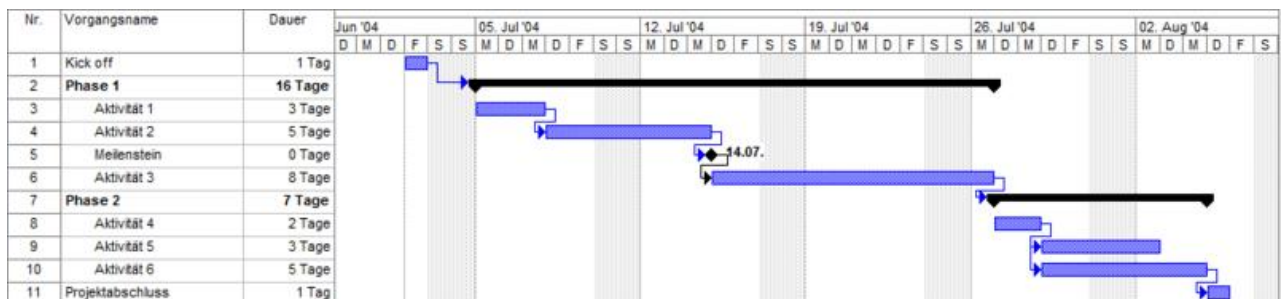 Nr. Vorgangsname Dauer Jun '04 05. Jul '04 12. Jul '04 19. Jul '04 26. Jul '04 02. Aug '04
D M D F S S M D M D F S S M D M D F S S M D M D F S S M D M D F S S M D M D F S
1 Kick off 1 Tag
2 Phase 1 16 Tage
3 Aktivität 1 3 Tage
4 Aktivität 2 5 Tage
5 Meilenstein 0 Tage 14.07.
6 Aktivität 3 8 Tage
7 Phase 2 7 Tage
8 Aktivität 4 2 Tage
9 Aktivität 5 3 Tage
10 Aktivität 6 5 Tage
11 Projektabschluss 1 Tag